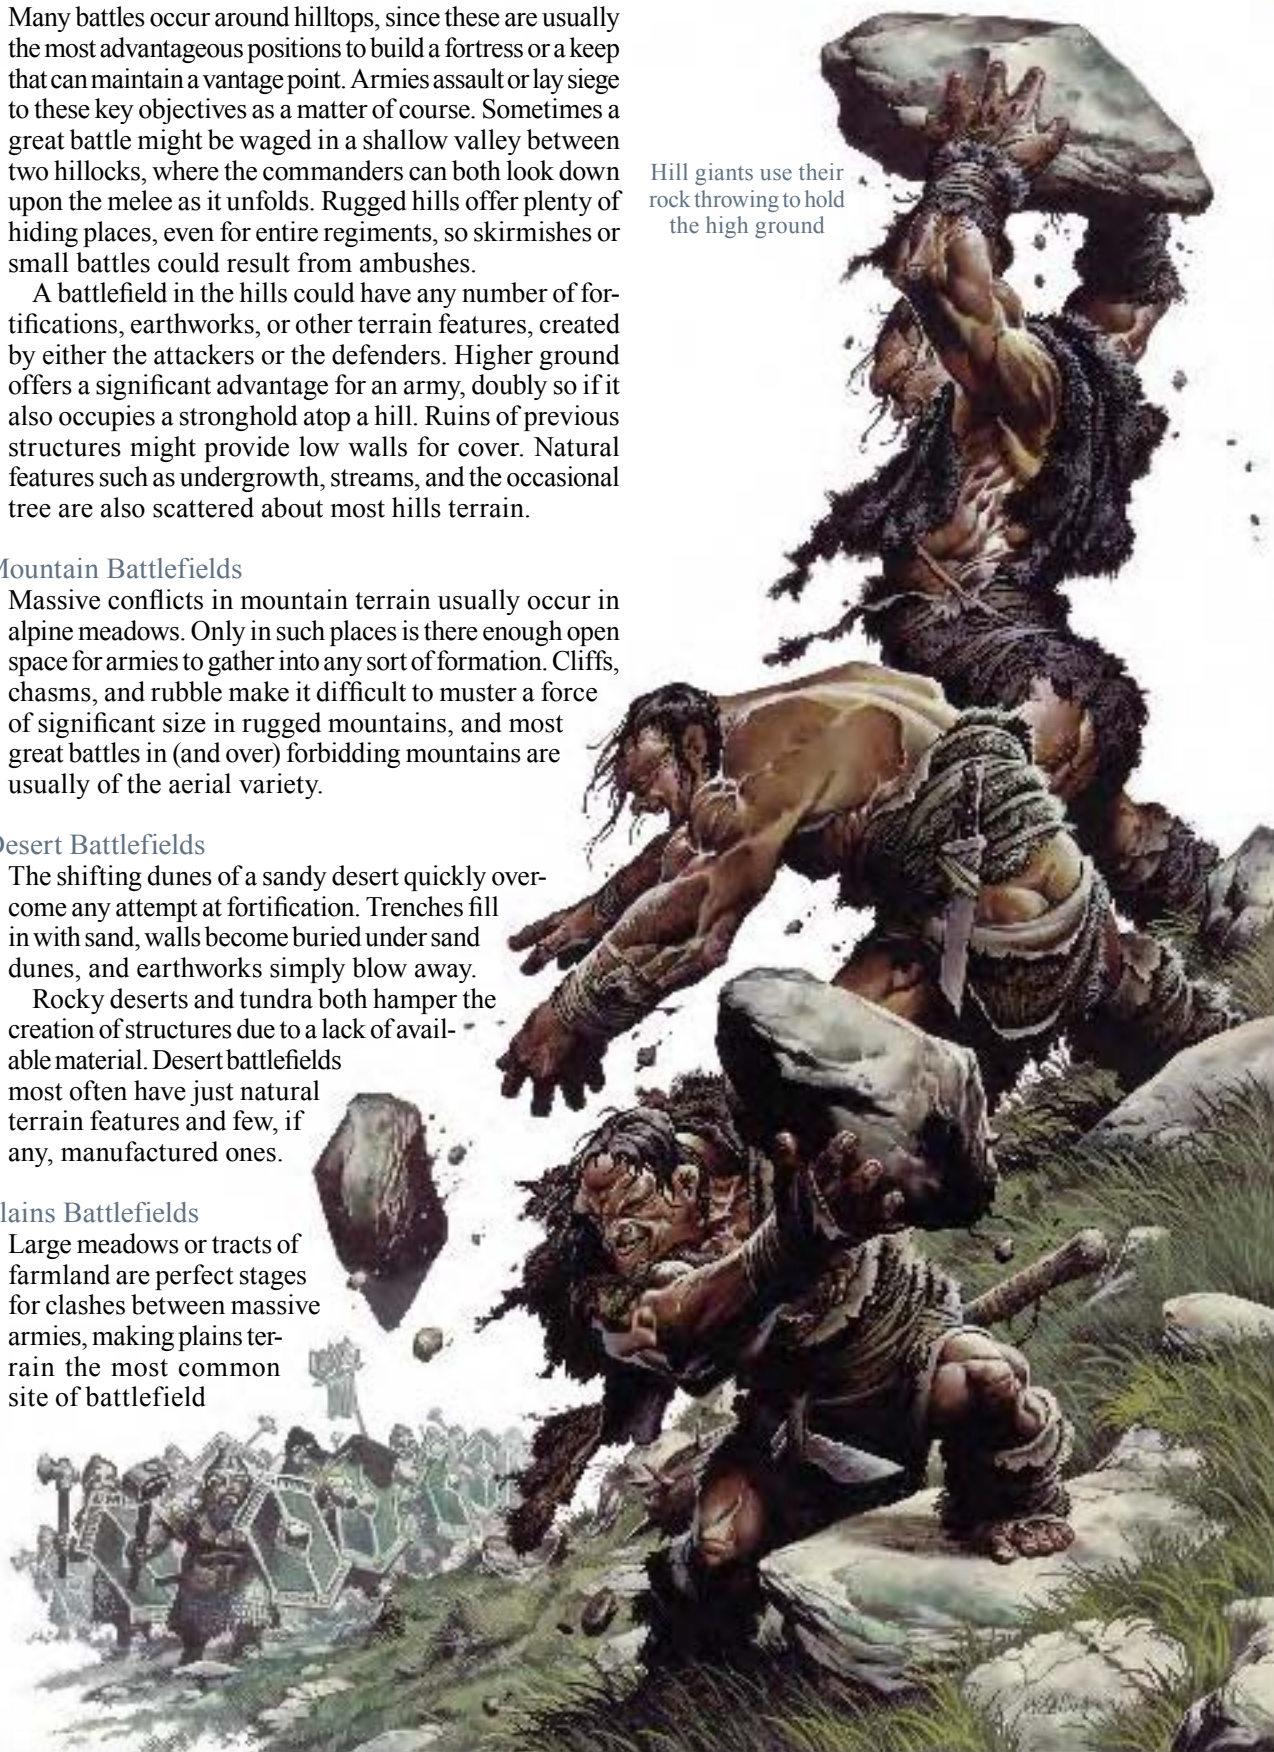 Many battles occur around hilltops, since these are usually
the most advantageous positions to build a fortress or a keep
that can maintain a vantage point. Armies assault or lay siege
to these key objectives as a matter of course. Sometimes a
great battle might be waged in a shallow valley between
two hillocks, where the commanders can both look down
upon the melee as it unfolds. Rugged hills offer plenty of
hiding places, even for entire regiments, so skirmishes or
small battles could result from ambushes.
A battlefield in the hills could have any number of for-
tifications, earthworks, or other terrain features, created
by either the attackers or the defenders. Higher ground
offers a significant advantage for an army, doubly so if it
also occupies a stronghold atop a hill. Ruins of previous
structures might provide low walls for cover. Natural
features such as undergrowth, streams, and the occasional
tree are also scattered about most hills terrain.
Mountain Battlefields
Massive conflicts in mountain terrain usually occur in
alpine meadows. Only in such places is there enough open
space for armies to gather into any sort of formation. Cliffs,
chasms, and rubble make it difficult to muster a force
of significant size in rugged mountains, and most
great battles in (and over) forbidding mountains are
usually of the aerial variety.
Desert Battlefields
The shifting dunes of a sandy desert quickly over-
come any attempt at fortification. Trenches fill
in with sand, walls become buried under sand
dunes, and earthworks simply blow away.
Rocky deserts and tundra both hamper the
creation of structures due to a lack of avail-
able material. Desert battlefields
most often have just natural
terrain features and few, if
any, manufactured ones.
lains Battlefields
Large meadows or tracts of
farmland are perfect stages
for clashes between massive
armies, making plains ter-
rain the most common
site of battlefield
Hill giants use their
rock throwing to hold
the high ground